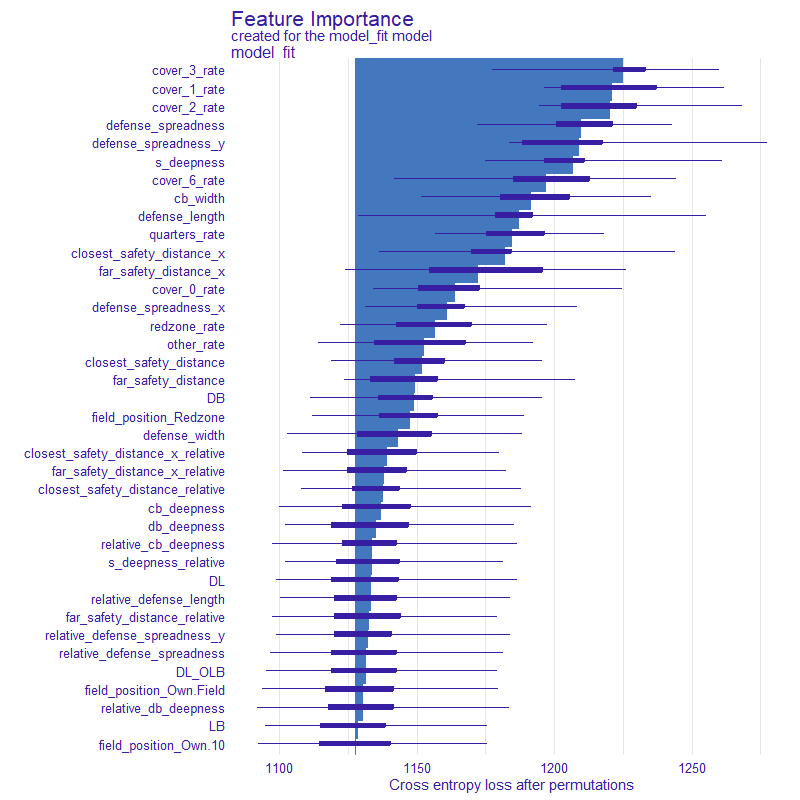 Feature Importance
created for the model_fit model
model_fit
cover_3_rate
cover_1_rate
cover_2_rate
defense_spreadness
defense_spreadness_y
s_deepness
cover_6_rate
cb_width
defense_length
quarters_rate
closest_safety_distance_x
far_safety_distance_x
cover_0_rate
defense_spreadness_x
redzone_rate
other_rate
closest_safety_distance
far_safety_distance
DB
field_position_Redzone
defense_width
closest_safety_distance_x_relative
far_safety_distance_x_relative
closest_safety_distance_relative
cb_deepness
db_deepness
relative_cb_deepness
s_deepness_relative
DL
relative_defense_length
far_safety_distance_relative
relative_defense_spreadness_y
relative_defense_spreadness
DL_OLB
field_position_Own.Field
relative_db_deepness
LB
field_position_Own.10
1100 1150 1200 1250
Cross entropy loss after permutations